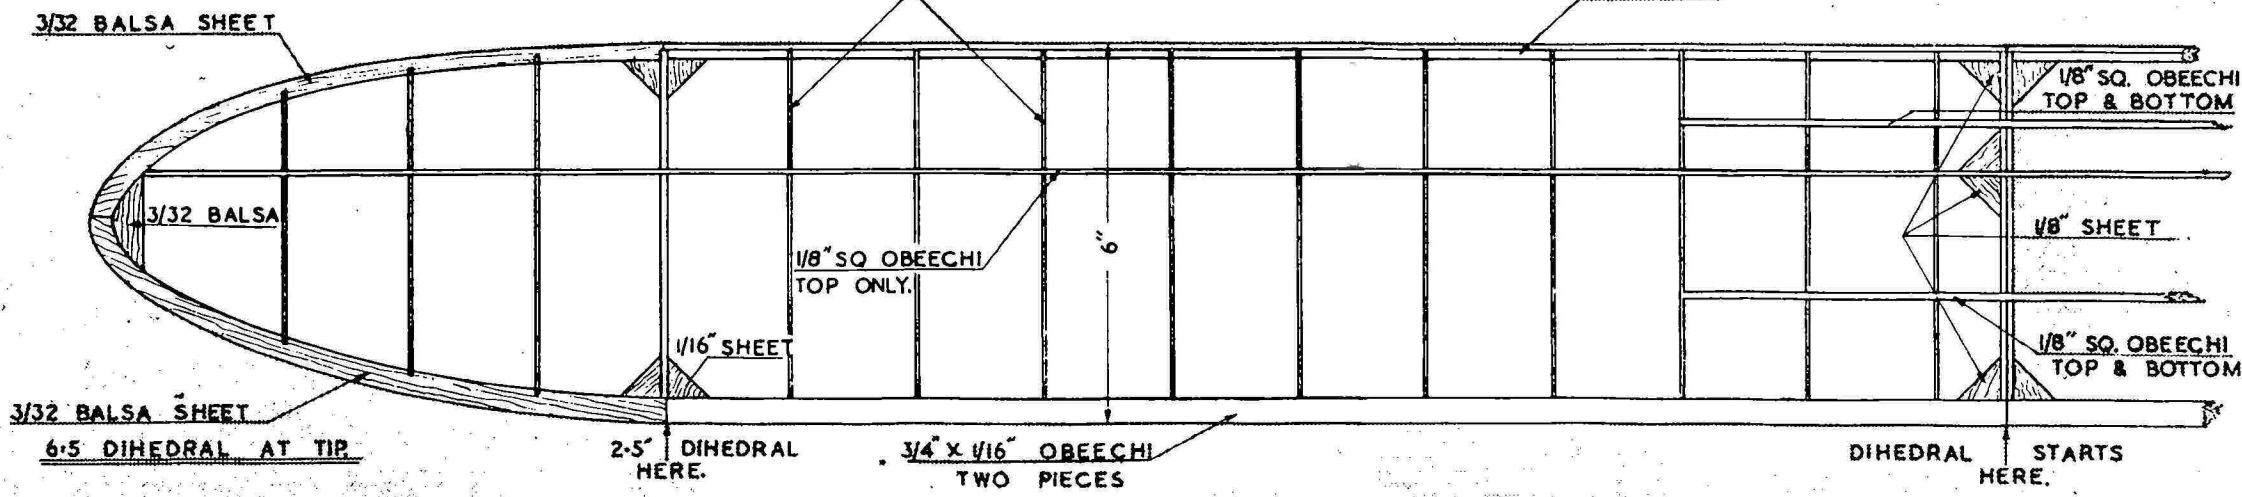 3/32 BALSA SHEET
1/8" SQ. OBEECHI
TOP & BOTTOM
3/32 BALSA
1/8" SHEET
6"
1/8" SQ OBEECHI
TOP ONLY.
1/16" SHEET
1/8" SQ. OBEECHI
TOP & BOTTOM
3/32 BALSA SHEET
6·5 DIHEDRAL AT TIP.
2·5" DIHEDRAL
HERE.
3/4" X 1/16" OBEECHI
TWO PIECES
DIHEDRAL STARTS
HERE.